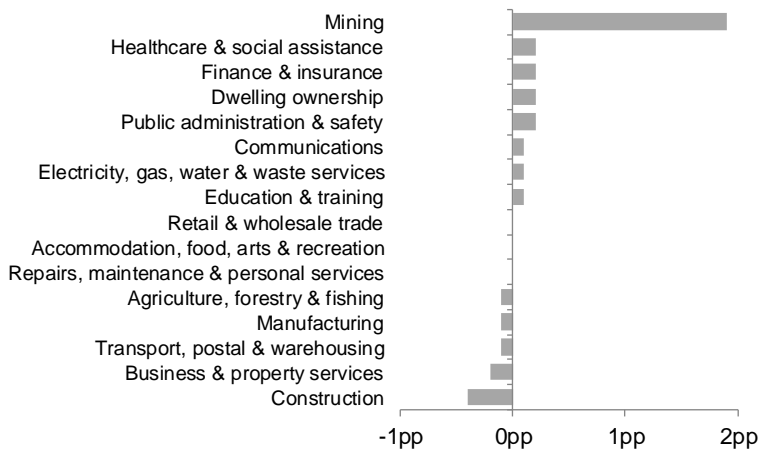 Mining
Healthcare & social assistance
Finance & insurance
Dwelling ownership
Public administration & safety
Communications
Electricity, gas, water & waste services
Education & training
Retail & wholesale trade
Accommodation, food, arts & recreation
Repairs, maintenance & personal services
Agriculture, forestry & fishing
Manufacturing
Transport, postal & warehousing
Business & property services
Construction
-1pp 0pp 1pp 2pp